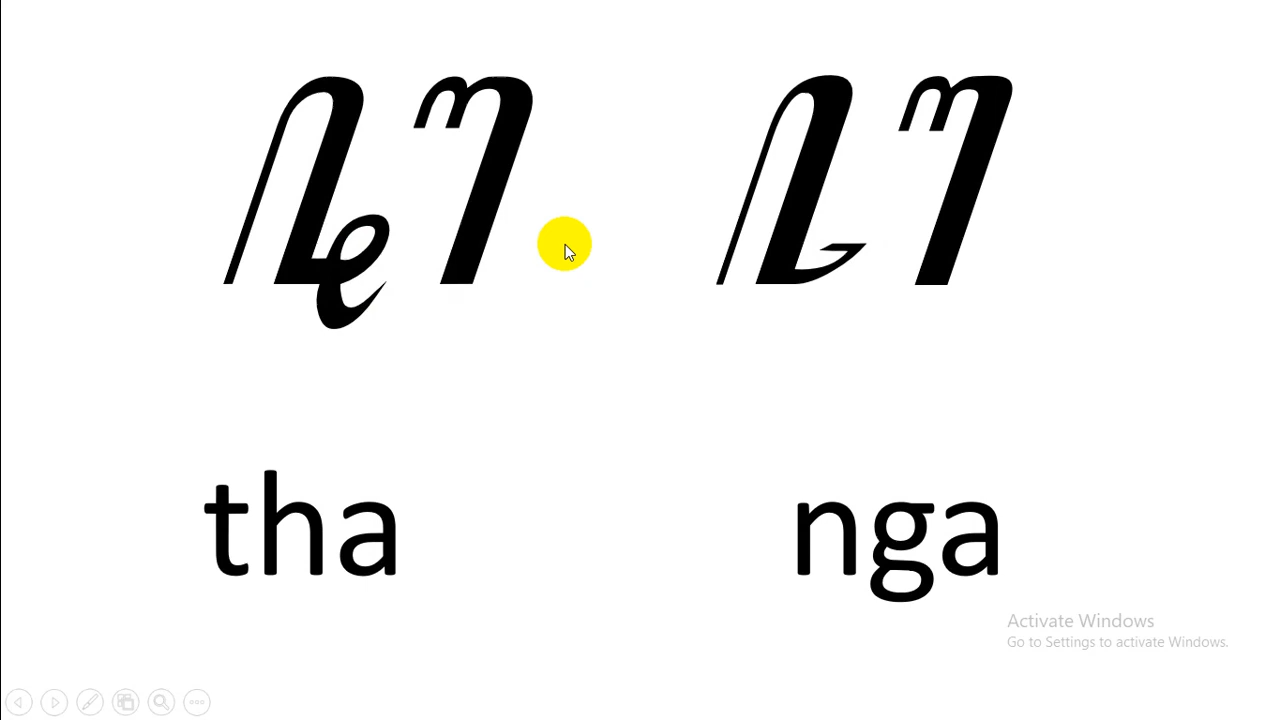 ꦛ ꦔ
tha nga
Activate Windows
Go to Settings to activate Windows.